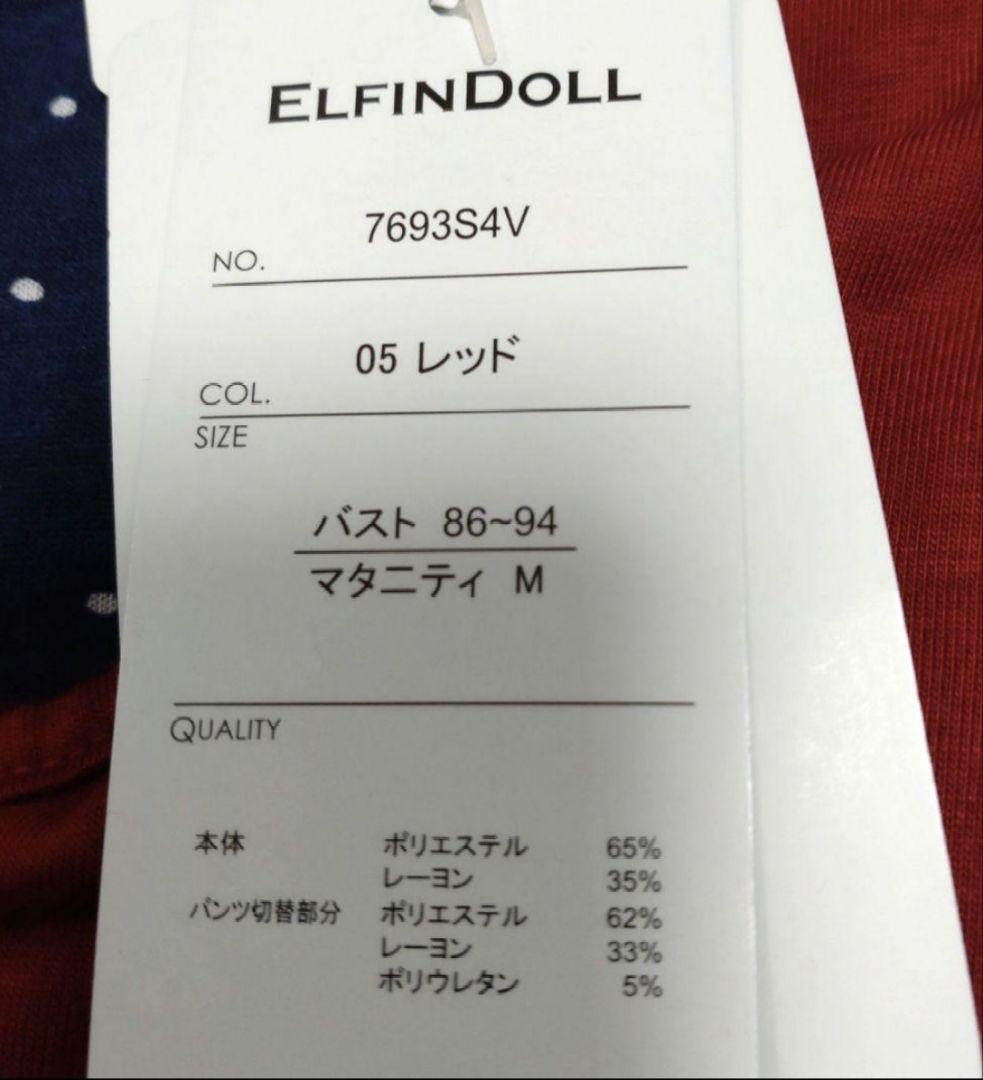 ELFINDOLL
7693S4V
NO.
05 レッド
COL.
SIZE
バスト 86~94
マタニティ M
QUALITY
本体 ポリエステル 65%
レーヨン 35%
パンツ切替部分 ポリエステル 62%
レーヨン 33%
ポリウレタン 5%